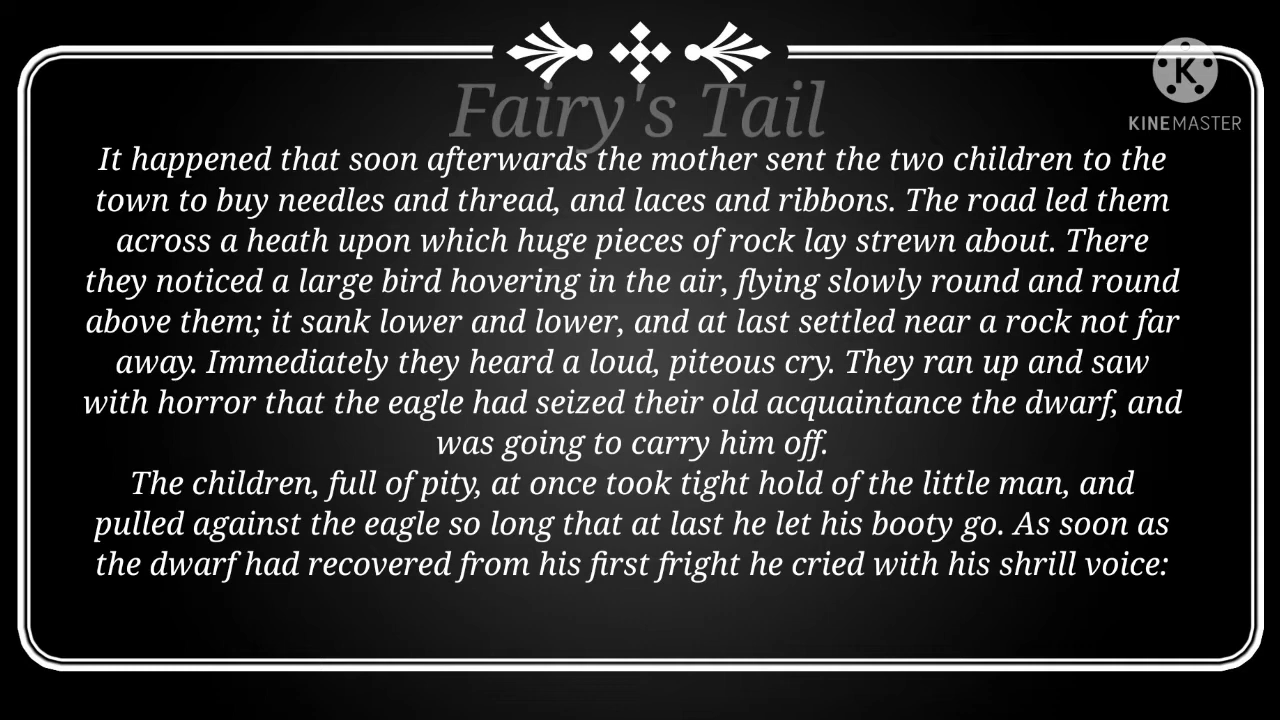 Fairy's Tail
K
KINEMASTER
It happened that soon afterwards the mother sent the two children to the
town to buy needles and thread, and laces and ribbons. The road led them
across a heath upon which huge pieces of rock lay strewn about. There
they noticed a large bird hovering in the air, flying slowly round and round
above them; it sank lower and lower, and at last settled near a rock not far
away. Immediately they heard a loud, piteous cry. They ran up and saw
with horror that the eagle had seized their old acquaintance the dwarf, and
was going to carry him off.
The children, full of pity, at once took tight hold of the little man, and
pulled against the eagle so long that at last he let his booty go. As soon as
the dwarf had recovered from his first fright he cried with his shrill voice: